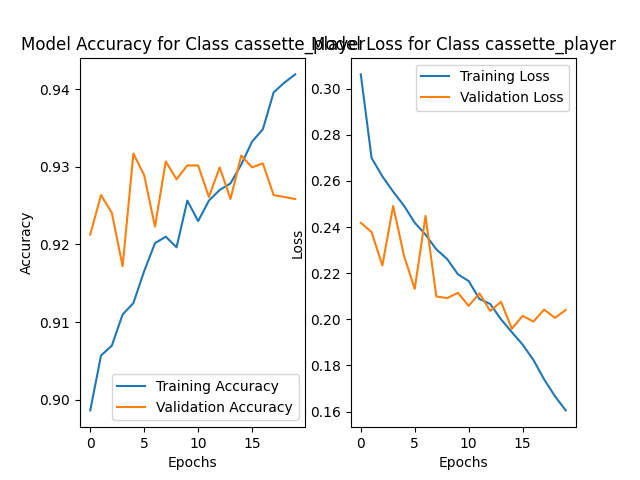 Model Accuracy for Class cassette_player
Model Loss for Class cassette_player
Accuracy
0.94
0.93
0.92
0.91
0.90
Training Accuracy
Validation Accuracy
0 5 10 15
Epochs
Loss
0.30
0.28
0.26
0.24
0.22
0.20
0.18
0.16
Training Loss
Validation Loss
0 5 10 15
Epochs